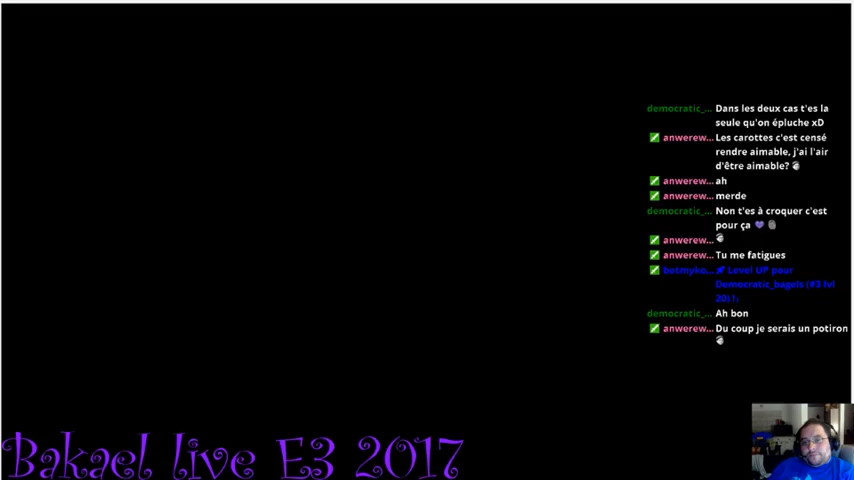 democratic_... Dans les deux cas t'es la
seule qu'on épluche xD
anwerew... Les carottes c'est censé
rendre aimable, j'ai l'air
d'être aimable?
anwerew... ah
anwerew... merde
democratic_... Non t'es à croquer c'est
pour ça
anwerew...
anwerew... Tu me fatigues
botmyko... Level UP pour
Democratic_bagels (#3 lvl
20) !
democratic_... Ah bon
anwerew... Du coup je serais un potiron
Bakael live E3 2017